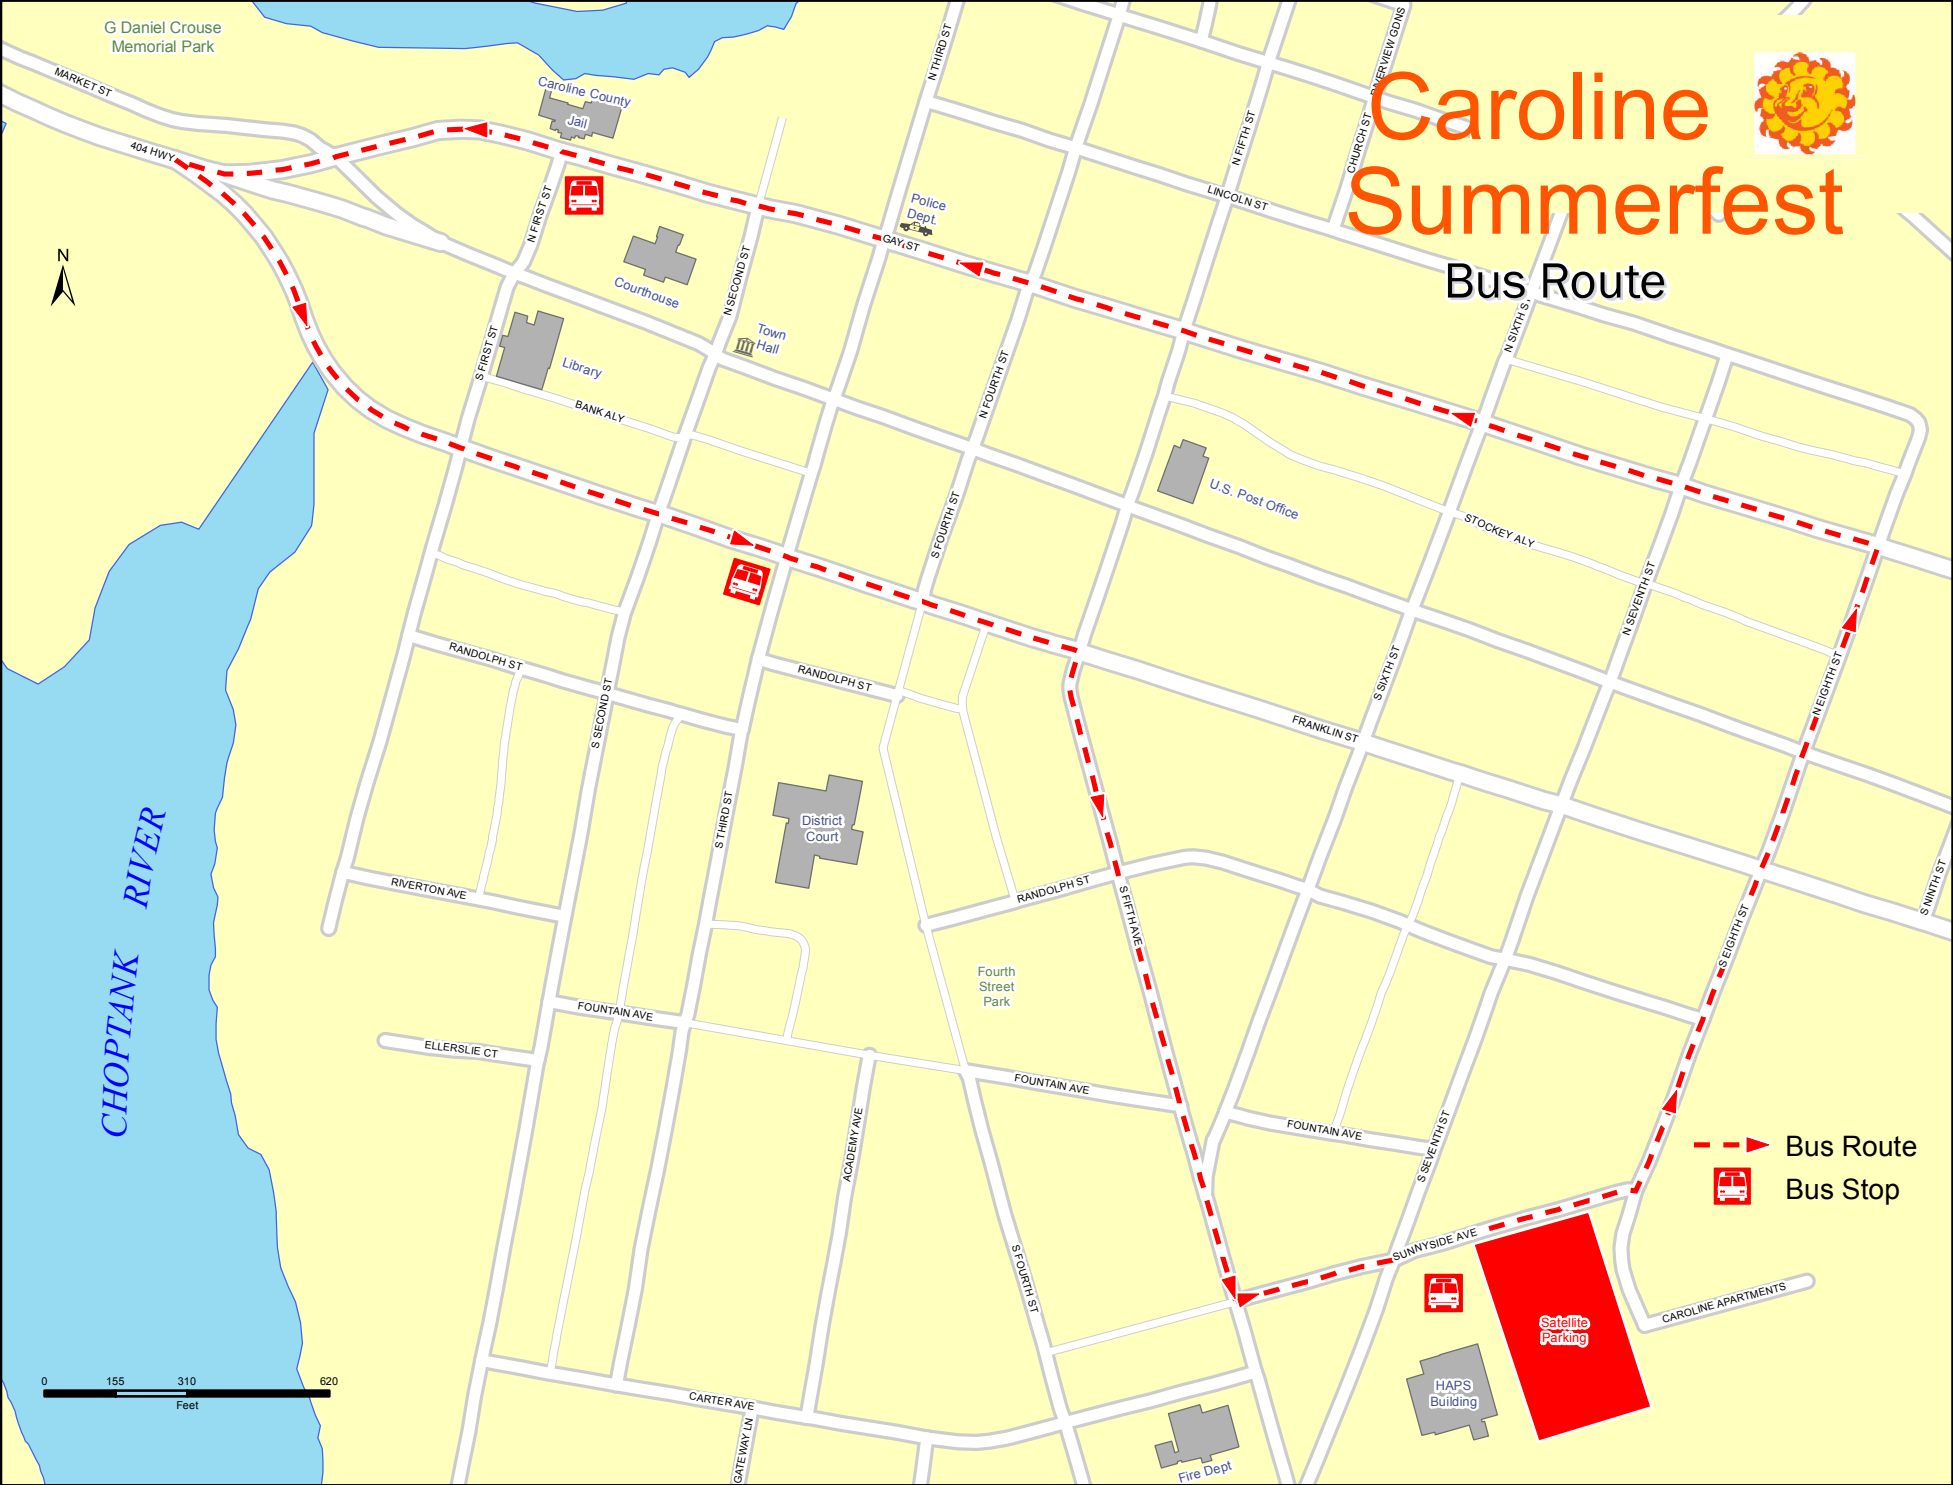 G Daniel Crouse
Memorial Park
MARKET ST
404 HWY
Caroline County
Jail
N THIRD ST
RIVERVIEW GDNS
Caroline
Summerfest
Bus Route
N FIFTH ST
CHURCH ST
LINCOLN ST
N FIRST ST
Police
Dept.
GAY ST
N
Courthouse
N SECOND ST
Town
Hall
N SIXTH ST
S FIRST ST
Library
BANK ALY
N FOURTH ST
U.S. Post Office
S FOURTH ST
STOCKEY ALY
N SEVENTH ST
RANDOLPH ST
RANDOLPH ST
S SECOND ST
S SIXTH ST
N EIGHTH ST
FRANKLIN ST
S THIRD ST
District
Court
RIVERTON AVE
RANDOLPH ST
S FIFTH AVE
S NINTH ST
S EIGHTH ST
CHOPTANK RIVER
Fourth
Street
Park
FOUNTAIN AVE
ELLERSLIE CT
FOUNTAIN AVE
FOUNTAIN AVE
ACADEMY AVE
S SEVENTH ST
Bus Route
Bus Stop
S FOURTH ST
SUNNYSIDE AVE
CAROLINE APARTMENTS
Satellite
Parking
HAPS
Building
0 155 310 620
Feet
CARTER AVE
GATEWAY LN
Fire Dept